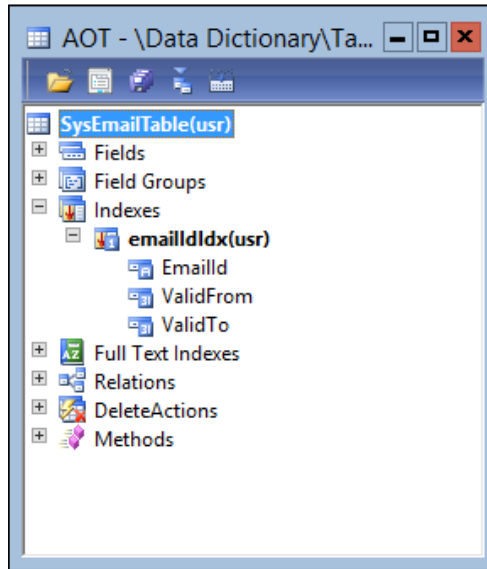 AOT - \Data Dictionary\Ta...
SysEmailTable(usr)
Fields
Field Groups
Indexes
emailIdIdx(usr)
EmailId
ValidFrom
ValidTo
Full Text Indexes
Relations
DeleteActions
Methods